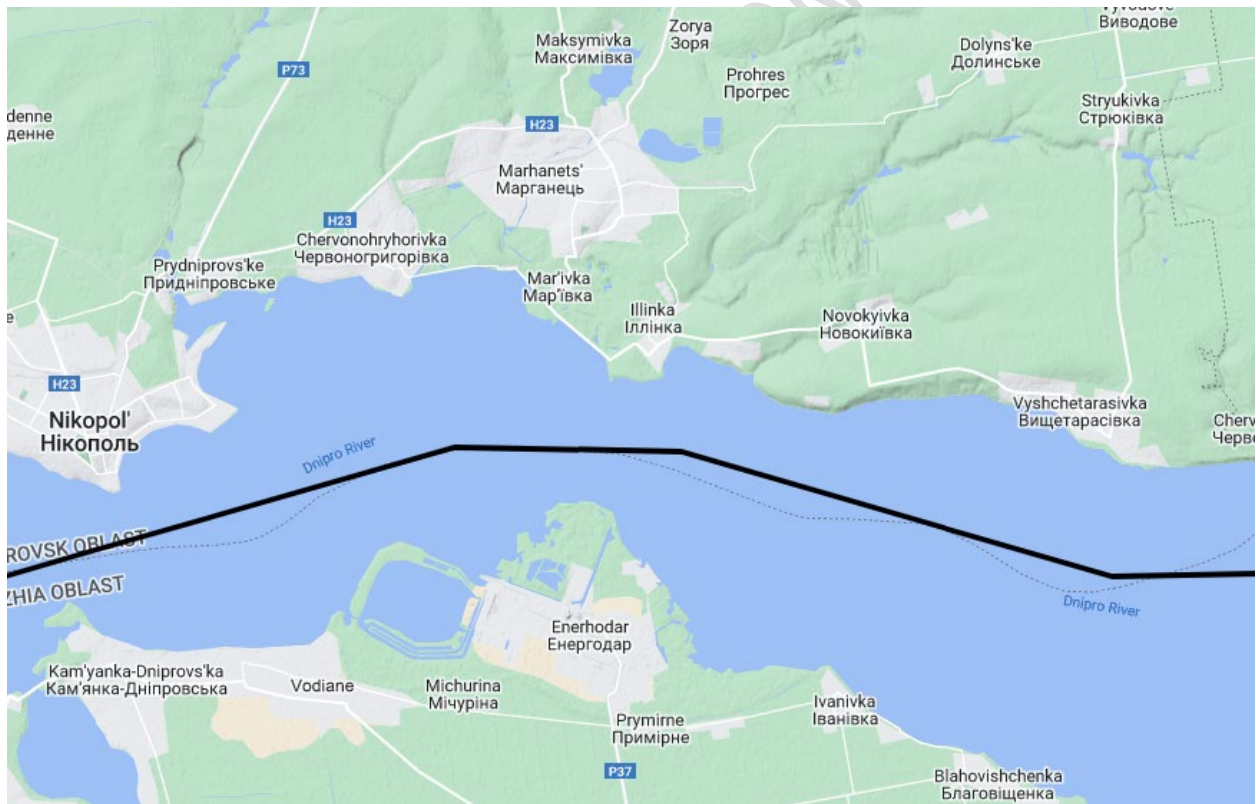 Zorya
Зоря
Maksymivka
Максимівка
Виводове
Dolyns'ke
Долинське
P73
Prohres
Прогрес
Stryukivka
Стрюківка
denne
денне
H23
Marhanets'
Марганець
H23
Chervonohryhorivka
Червоногригорівка
Prydniprovs'ke
Придніпровське
Mar'ivka
Мар'ївка
Illinka
Іллінка
Novokyivka
Новокиївка
e
H23
Nikopol'
Нікополь
Vyshchetarasivka
Вищетарасівка
Cherv
Черво
Dnipro River
ROVSK OBLAST
ZHIA OBLAST
Dnipro River
Enerhodar
Енергодар
Kam'yanka-Dniprovs'ka
Кам'янка-Дніпровська
Vodiane
Michurina
Мічуріна
Ivanivka
Іванівка
Prymirne
Примірне
P37
Blahovishchenka
Благовіщенка